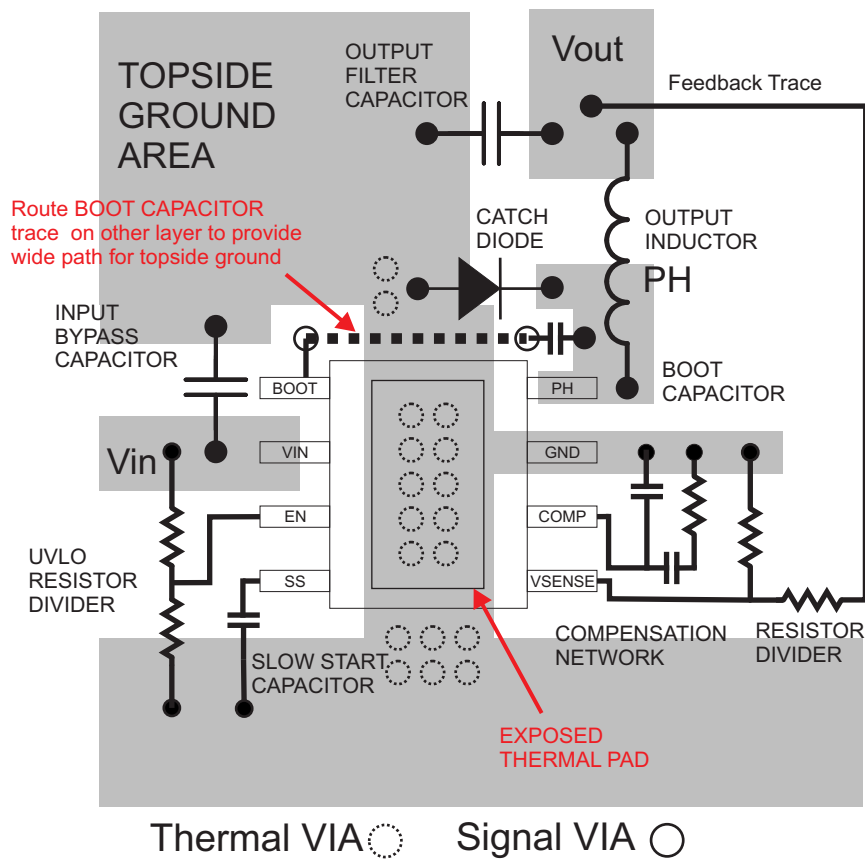 TOPSIDE
GROUND
AREA
OUTPUT
FILTER
CAPACITOR
Vout
Feedback Trace
Route BOOT CAPACITOR
trace on other layer to provide
wide path for topside ground
CATCH
DIODE
OUTPUT
INDUCTOR
PH
INPUT
BYPASS
CAPACITOR
BOOT
CAPACITOR
BOOT
PH
Vin
VIN
GND
EN
COMP
UVLO
RESISTOR
DIVIDER
SS
VSENSE
SLOW START
CAPACITOR
COMPENSATION
NETWORK
RESISTOR
DIVIDER
EXPOSED
THERMAL PAD
Thermal VIA
Signal VIA